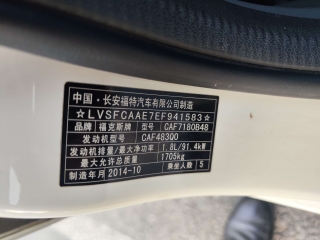 中国·长安福特汽车有限公司制造
☆LVSFCAAE7EF941583☆
品牌 福克斯牌 型号 CAF7180B48
发动机型号 CAF483Q0
发动机排量/最大净功率 1.8L/91.4kW
最大允许总质量 1705kg
制造年月 2014-10 乘坐人数 5